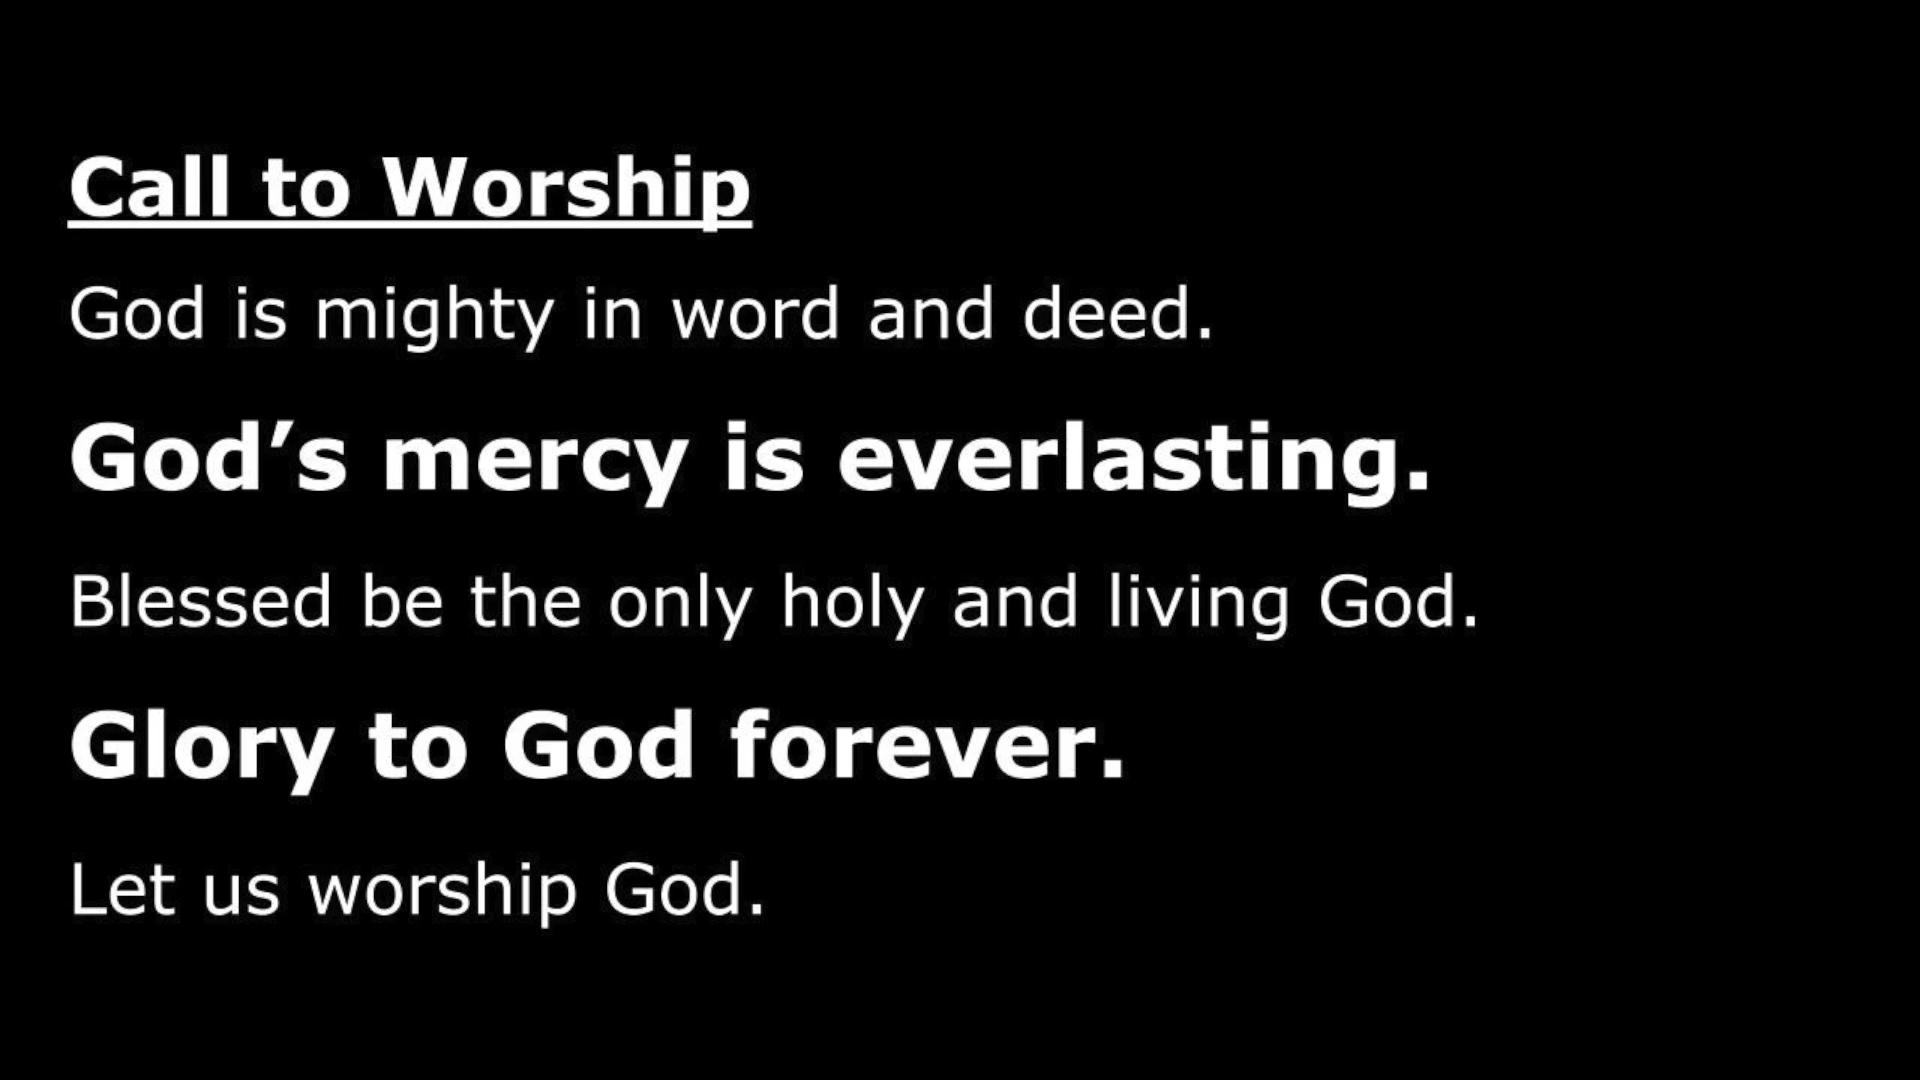 Call to Worship
God is mighty in word and deed.
God’s mercy is everlasting.
Blessed be the only holy and living God.
Glory to God forever.
Let us worship God.